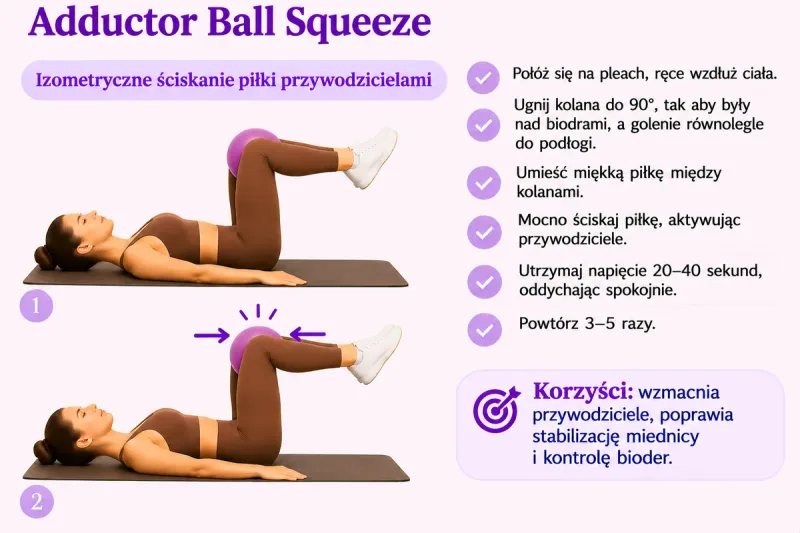 Adductor Ball Squeeze
Izometryczne ściskanie piłki przywodzicielami
Połóż się na pleach, ręce wzdłuż ciała.
Ugnij kolana do 90°, tak aby były
nad biodrami, a golenie równolegle
do podłogi.
Umieść miękką piłkę między
kolanami.
Mocno ściskaj piłkę, aktywując
przywodziciele.
Utrzymaj napięcie 20–40 sekund,
oddychając spokojnie.
Powtórz 3–5 razy.
1
2
Korzyści: wzmacnia
przywodziciele, poprawia
stabilizację miednicy
i kontrolę bioder.